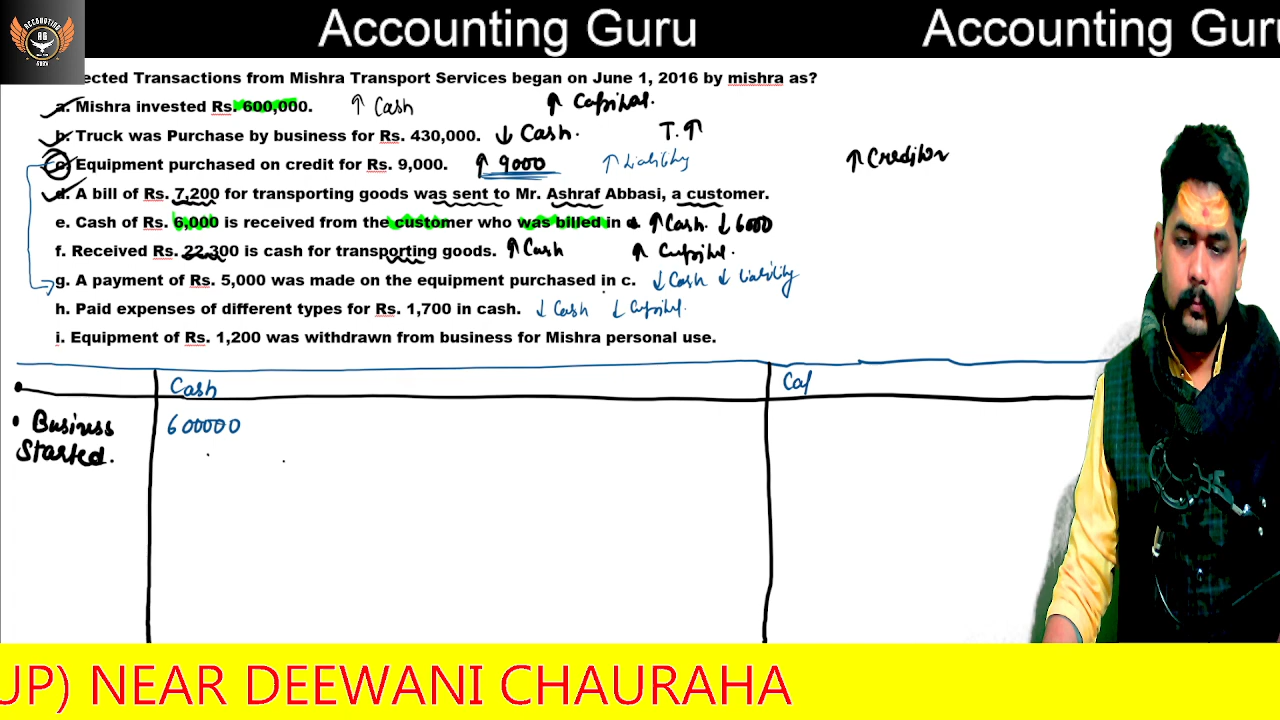 Accounting Guru Accounting Guru
ACCOUNTING
AG
GURU
ected Transactions from Mishra Transport Services began on June 1, 2016 by mishra as?
a. Mishra invested Rs. 600,000. ↑ Cash ↑ Capital.
b. Truck was Purchase by business for Rs. 430,000. ↓ Cash. T. ↑
c. Equipment purchased on credit for Rs. 9,000. ↑ 9000 ↑ Liability ↑ Creditor
d. A bill of Rs. 7,200 for transporting goods was sent to Mr. Ashraf Abbasi, a customer.
e. Cash of Rs. 6,000 is received from the customer who was billed in ↑ Cash. ↓ 6000
f. Received Rs. 22,300 is cash for transporting goods. ↑ Cash ↑ Capital.
g. A payment of Rs. 5,000 was made on the equipment purchased in c. ↓ Cash ↓ Liability
h. Paid expenses of different types for Rs. 1,700 in cash. ↓ Cash ↓ Capital.
i. Equipment of Rs. 1,200 was withdrawn from business for Mishra personal use.
Cash Cap
• Business 600000
Started.
UP) NEAR DEEWANI CHAURAHA